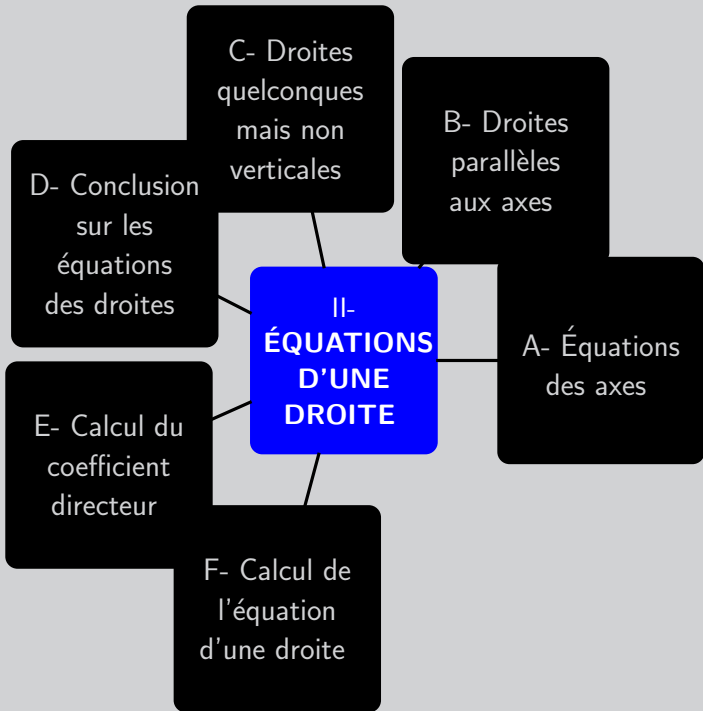 II-
ÉQUATIONS
D'UNE
DROITE
A- Équations
des axes
B- Droites
parallèles
aux axes
C- Droites
quelconques
mais non
verticales
D- Conclusion
sur les
équations
des droites
E- Calcul du
coefficient
directeur
F- Calcul de
l'équation
d'une droite